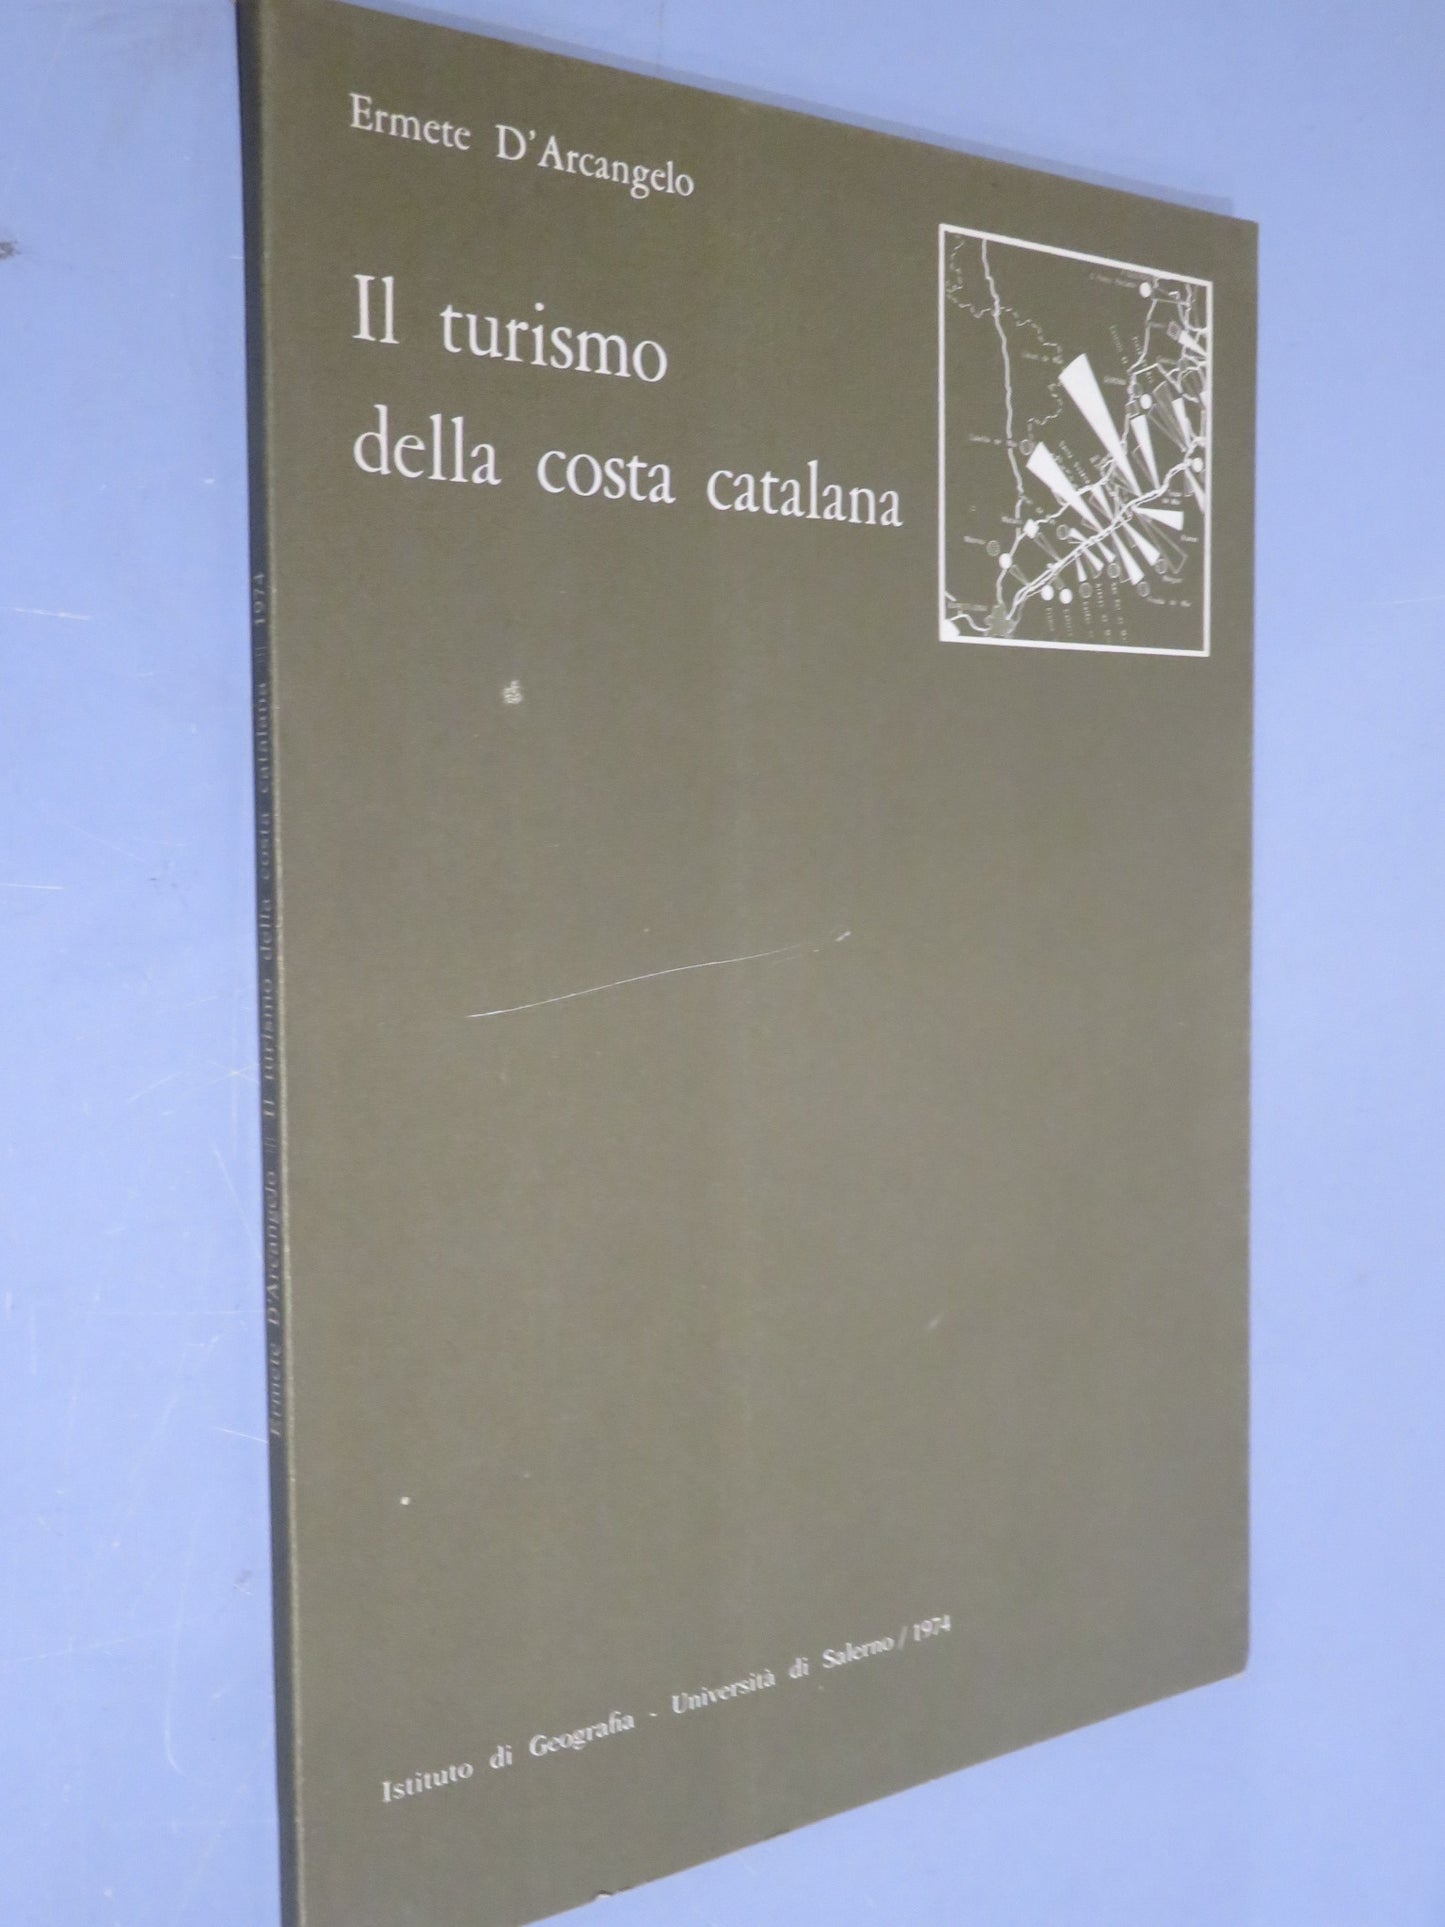 Ermete D'Arcangelo
Il turismo
della costa catalana
Istituto di Geografia - Università di Salerno / 1974
Ermete D'Arcangelo Il turismo della costa catalana 1974